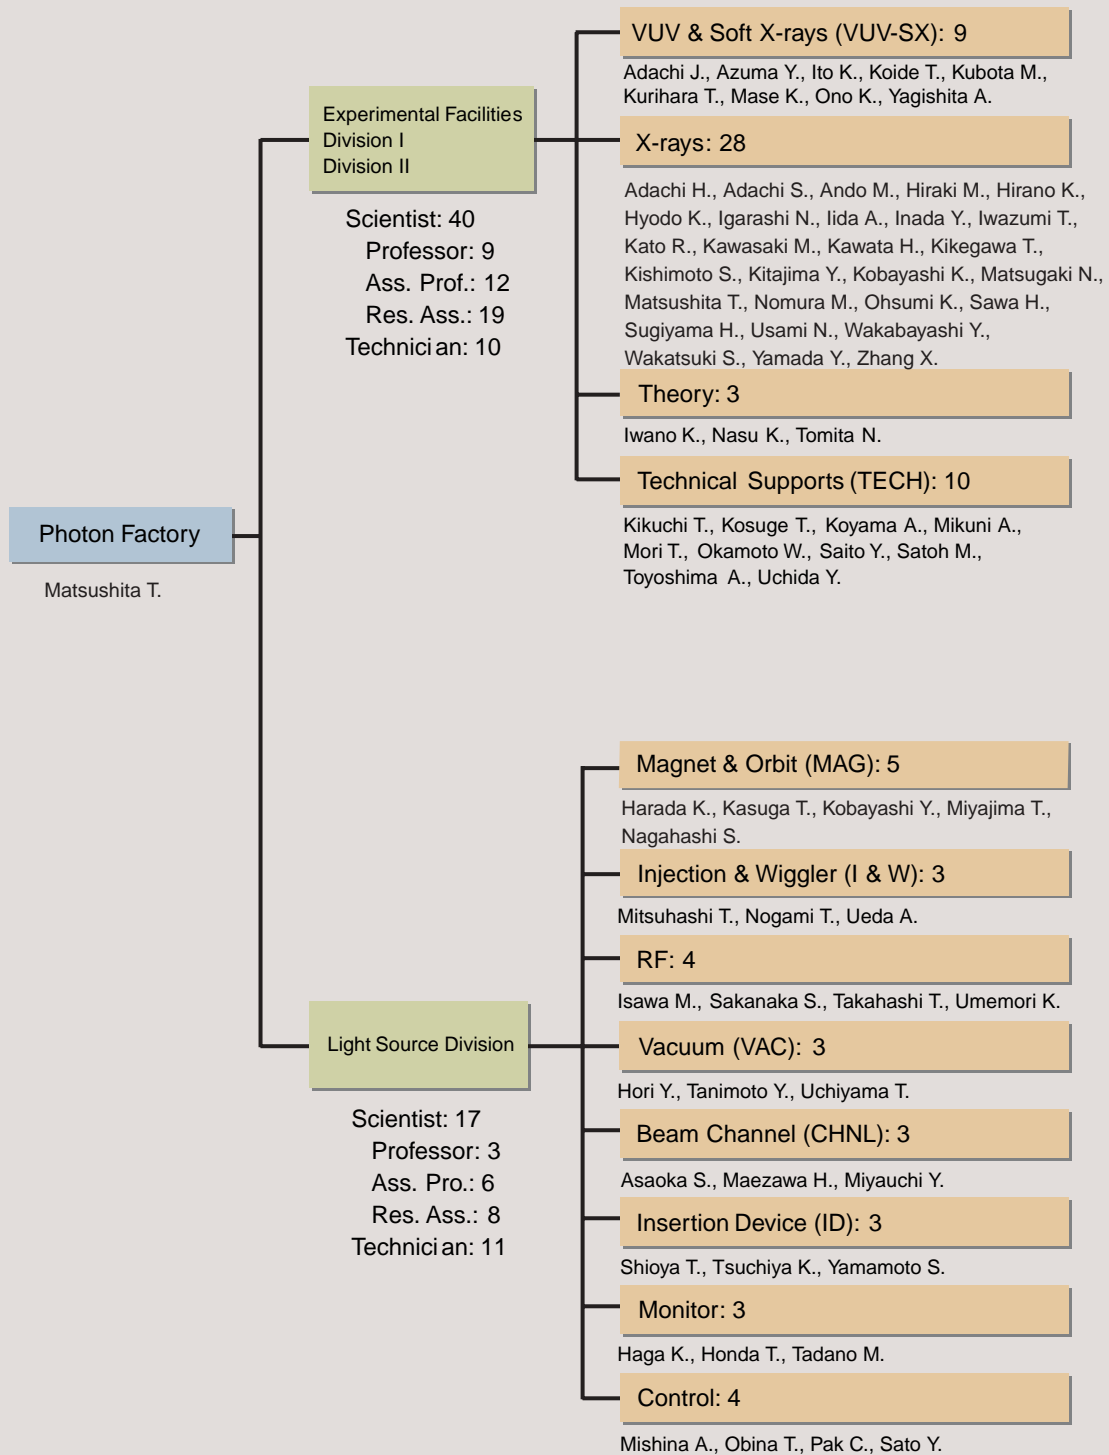 Photon Factory
Matsushita T.
Experimental Facilities
Division I
Division II
Scientist: 40
Professor: 9
Ass. Prof.: 12
Res. Ass.: 19
Technician: 10
VUV & Soft X-rays (VUV-SX): 9
Adachi J., Azuma Y., Ito K., Koide T., Kubota M.,
Kurihara T., Mase K., Ono K., Yagishita A.
X-rays: 28
Adachi H., Adachi S., Ando M., Hiraki M., Hirano K.,
Hyodo K., Igarashi N., Iida A., Inada Y., Iwazumi T.,
Kato R., Kawasaki M., Kawata H., Kikegawa T.,
Kishimoto S., Kitajima Y., Kobayashi K., Matsugaki N.,
Matsushita T., Nomura M., Ohsumi K., Sawa H.,
Sugiyama H., Usami N., Wakabayashi Y.,
Wakatsuki S., Yamada Y., Zhang X.
Theory: 3
Iwano K., Nasu K., Tomita N.
Technical Supports (TECH): 10
Kikuchi T., Kosuge T., Koyama A., Mikuni A.,
Mori T., Okamoto W., Saito Y., Satoh M.,
Toyoshima A., Uchida Y.
Light Source Division
Scientist: 17
Professor: 3
Ass. Pro.: 6
Res. Ass.: 8
Technician: 11
Magnet & Orbit (MAG): 5
Harada K., Kasuga T., Kobayashi Y., Miyajima T.,
Nagahashi S.
Injection & Wiggler (I & W): 3
Mitsuhashi T., Nogami T., Ueda A.
RF: 4
Isawa M., Sakanaka S., Takahashi T., Umemori K.
Vacuum (VAC): 3
Hori Y., Tanimoto Y., Uchiyama T.
Beam Channel (CHNL): 3
Asaoka S., Maezawa H., Miyauchi Y.
Insertion Device (ID): 3
Shioya T., Tsuchiya K., Yamamoto S.
Monitor: 3
Haga K., Honda T., Tadano M.
Control: 4
Mishina A., Obina T., Pak C., Sato Y.